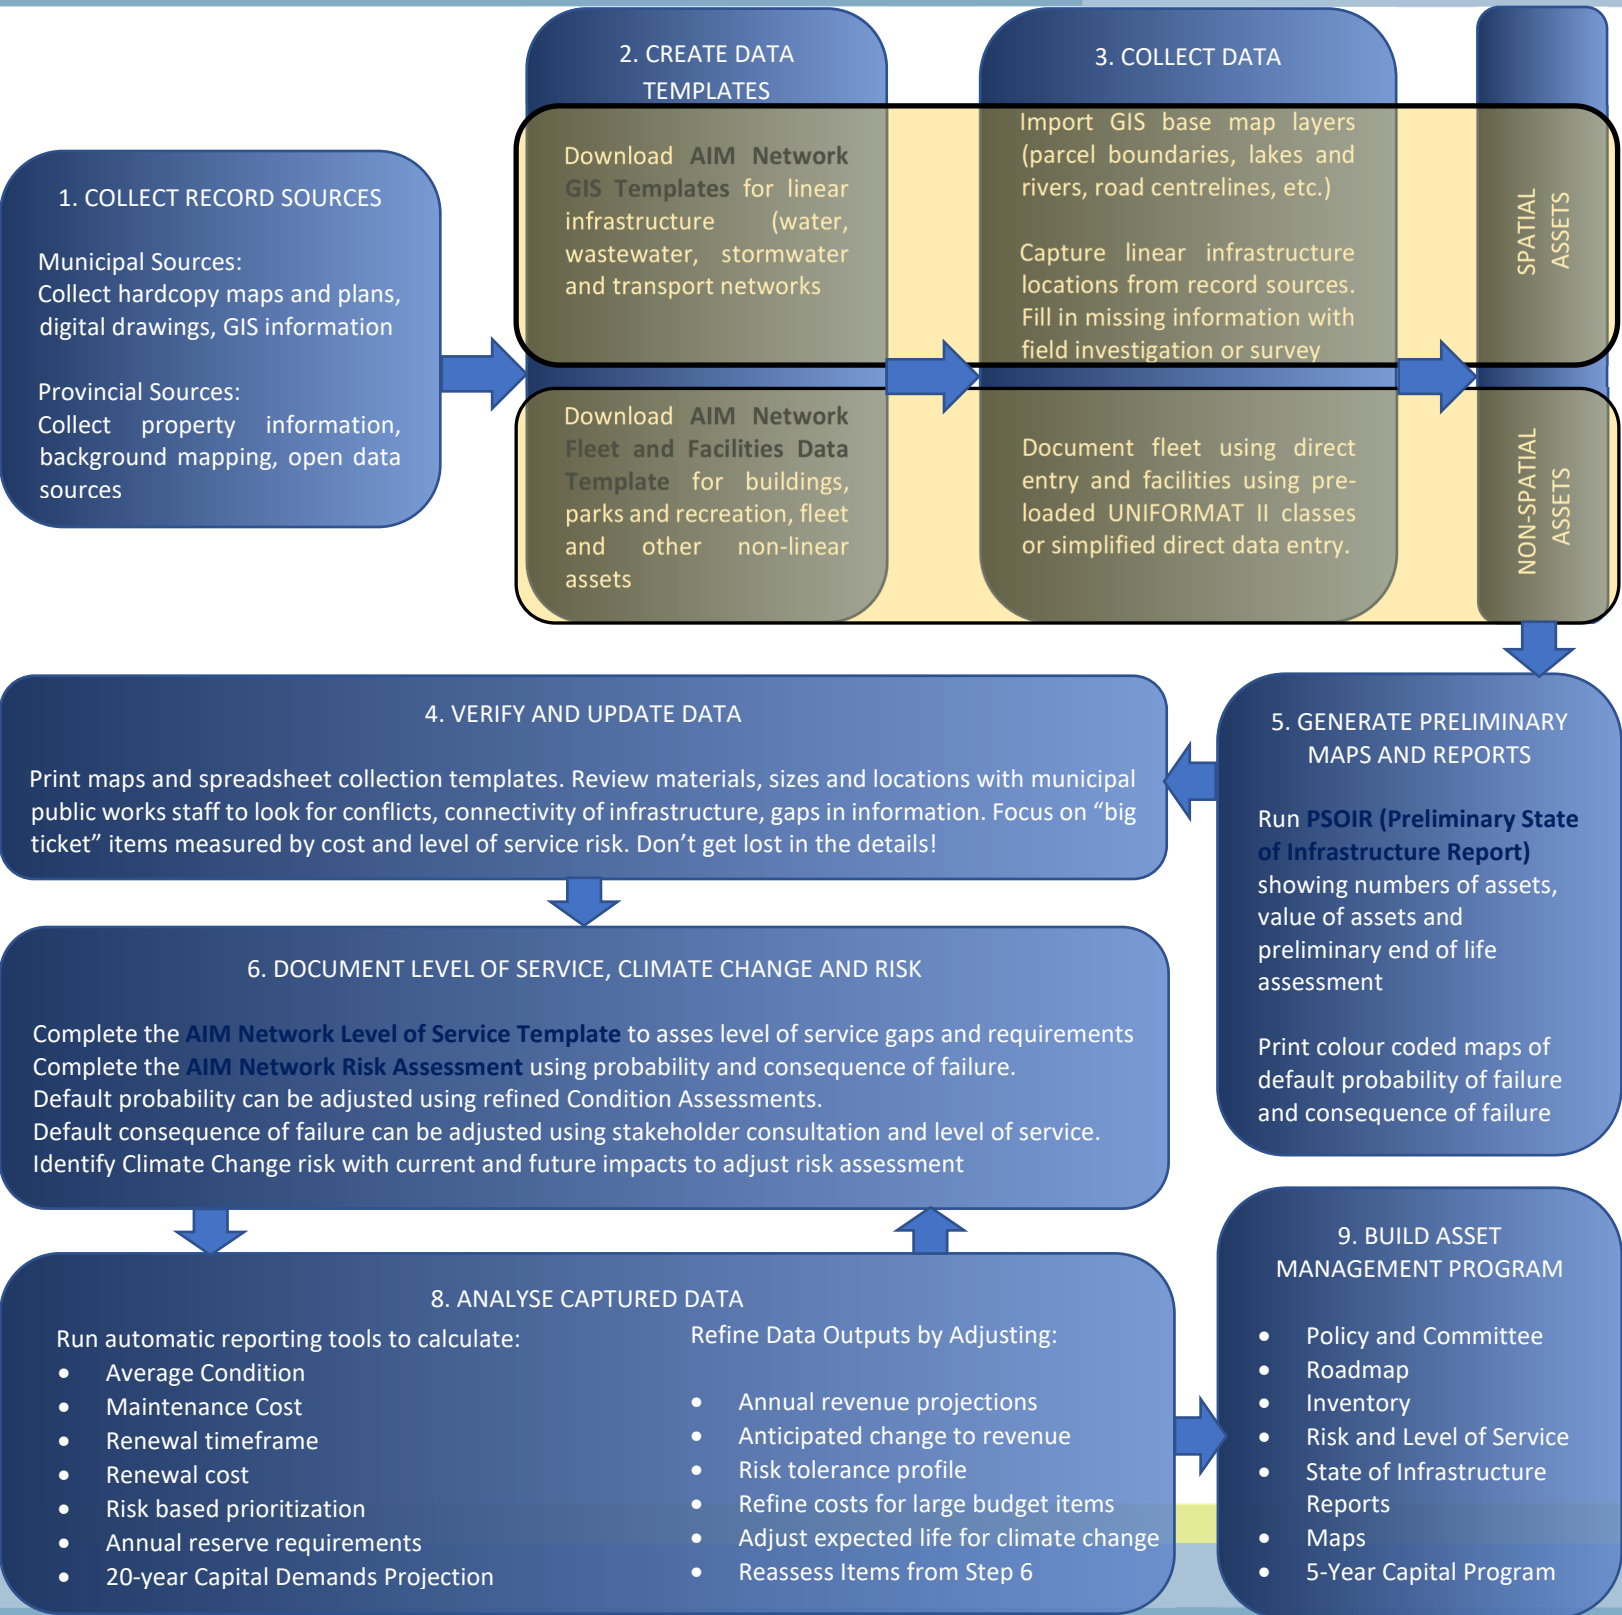 1. COLLECT RECORD SOURCES
Municipal Sources:
Collect hardcopy maps and plans,
digital drawings, GIS information
Provincial Sources:
Collect property information,
background mapping, open data
sources
2. CREATE DATA
TEMPLATES
Download AIM Network
GIS Templates for linear
infrastructure (water,
wastewater, stormwater
and transport networks
Download AIM Network
Fleet and Facilities Data
Template for buildings,
parks and recreation, fleet
and other non-linear
assets
3. COLLECT DATA
Import GIS base map layers
(parcel boundaries, lakes and
rivers, road centrelines, etc.)
Capture linear infrastructure
locations from record sources.
Fill in missing information with
field investigation or survey
Document fleet using direct
entry and facilities using pre-
loaded UNIFORMAT II classes
or simplified direct data entry.
SPATIAL
ASSETS
NON-SPATIAL
ASSETS
4. VERIFY AND UPDATE DATA
Print maps and spreadsheet collection templates. Review materials, sizes and locations with municipal
public works staff to look for conflicts, connectivity of infrastructure, gaps in information. Focus on “big
ticket” items measured by cost and level of service risk. Don’t get lost in the details!
5. GENERATE PRELIMINARY
MAPS AND REPORTS
Run PSOIR (Preliminary State
of Infrastructure Report)
showing numbers of assets,
value of assets and
preliminary end of life
assessment
Print colour coded maps of
default probability of failure
and consequence of failure
6. DOCUMENT LEVEL OF SERVICE, CLIMATE CHANGE AND RISK
Complete the AIM Network Level of Service Template to asses level of service gaps and requirements
Complete the AIM Network Risk Assessment using probability and consequence of failure.
Default probability can be adjusted using refined Condition Assessments.
Default consequence of failure can be adjusted using stakeholder consultation and level of service.
Identify Climate Change risk with current and future impacts to adjust risk assessment
8. ANALYSE CAPTURED DATA
Run automatic reporting tools to calculate:
• Average Condition
• Maintenance Cost
• Renewal timeframe
• Renewal cost
• Risk based prioritization
• Annual reserve requirements
• 20-year Capital Demands Projection
Refine Data Outputs by Adjusting:
• Annual revenue projections
• Anticipated change to revenue
• Risk tolerance profile
• Refine costs for large budget items
• Adjust expected life for climate change
• Reassess Items from Step 6
9. BUILD ASSET
MANAGEMENT PROGRAM
• Policy and Committee
• Roadmap
• Inventory
• Risk and Level of Service
• State of Infrastructure
Reports
• Maps
• 5-Year Capital Program